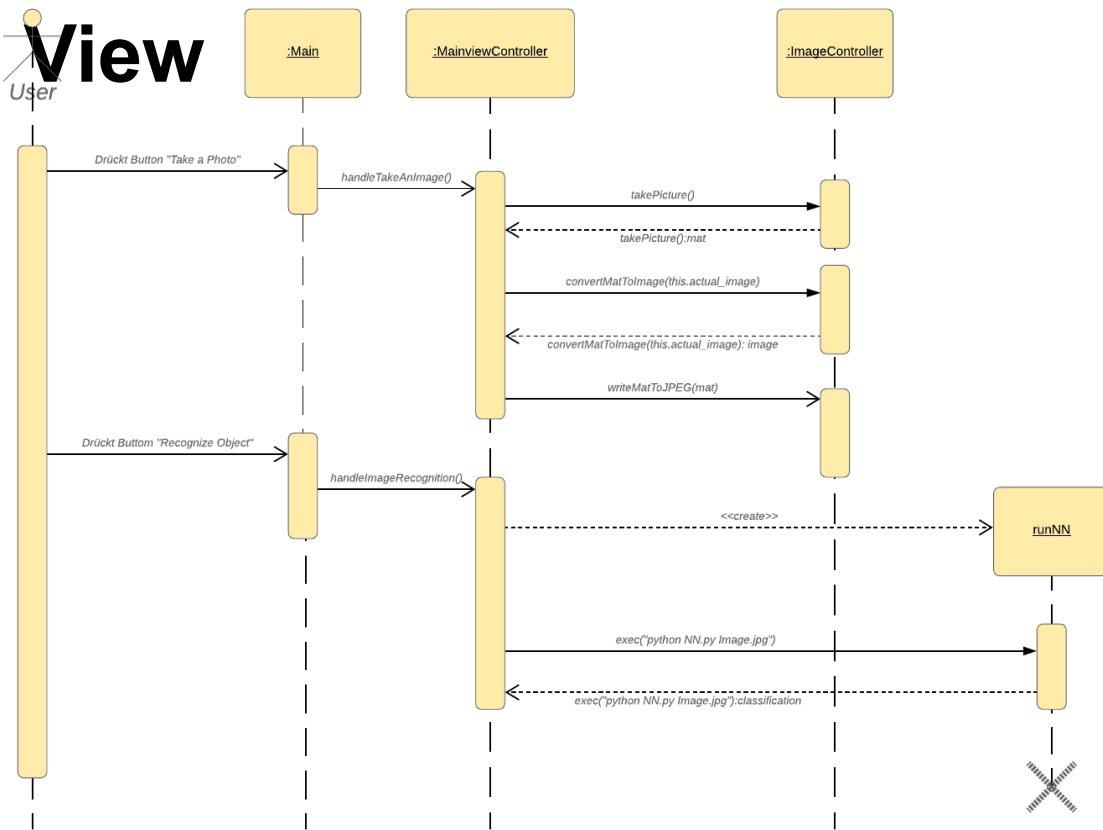 View
User
:Main
:MainviewController
:ImageController
Drückt Button "Take a Photo"
handleTakeAnImage()
takePicture()
takePicture():mat
convertMatToImage(this.actual_image)
convertMatToImage(this.actual_image): image
writeMatToJPEG(mat)
Drückt Buttom "Recognize Object"
handleImageRecognition()
<<create>>
runNN
exec("python NN.py Image.jpg")
exec("python NN.py Image.jpg"):classification